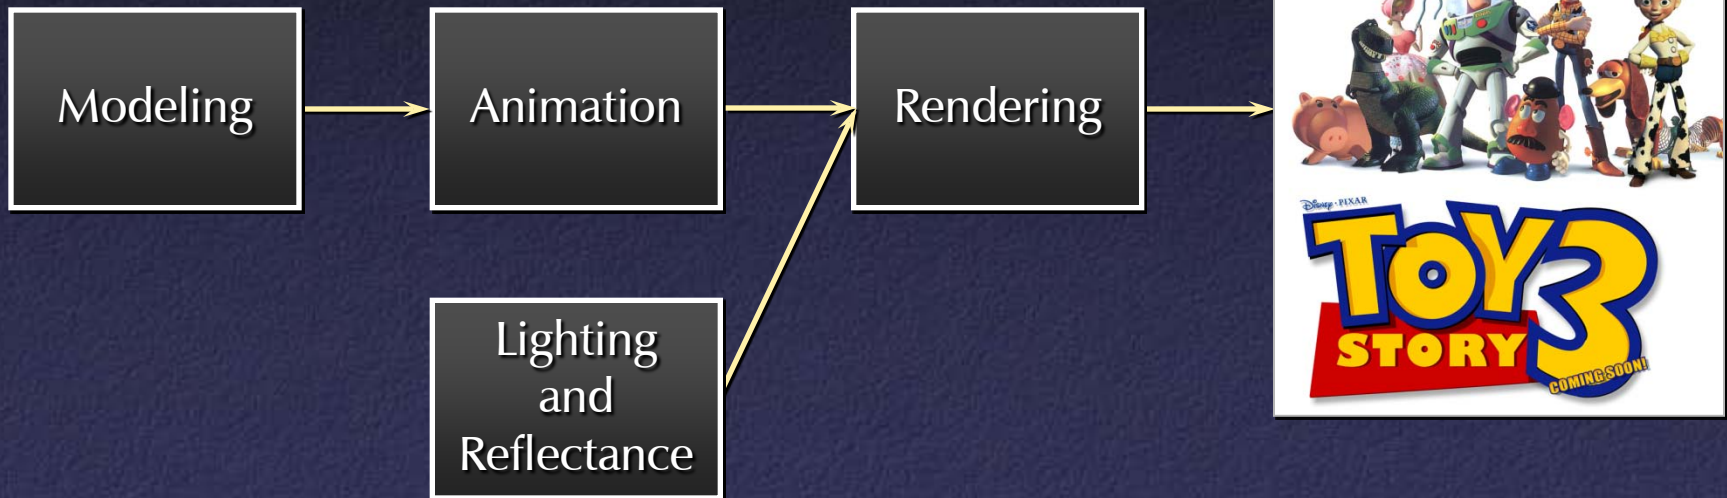 Modeling
Animation
Rendering
Lighting
and
Reflectance
Disney · PIXAR
TOY
STORY 3
COMING SOON!